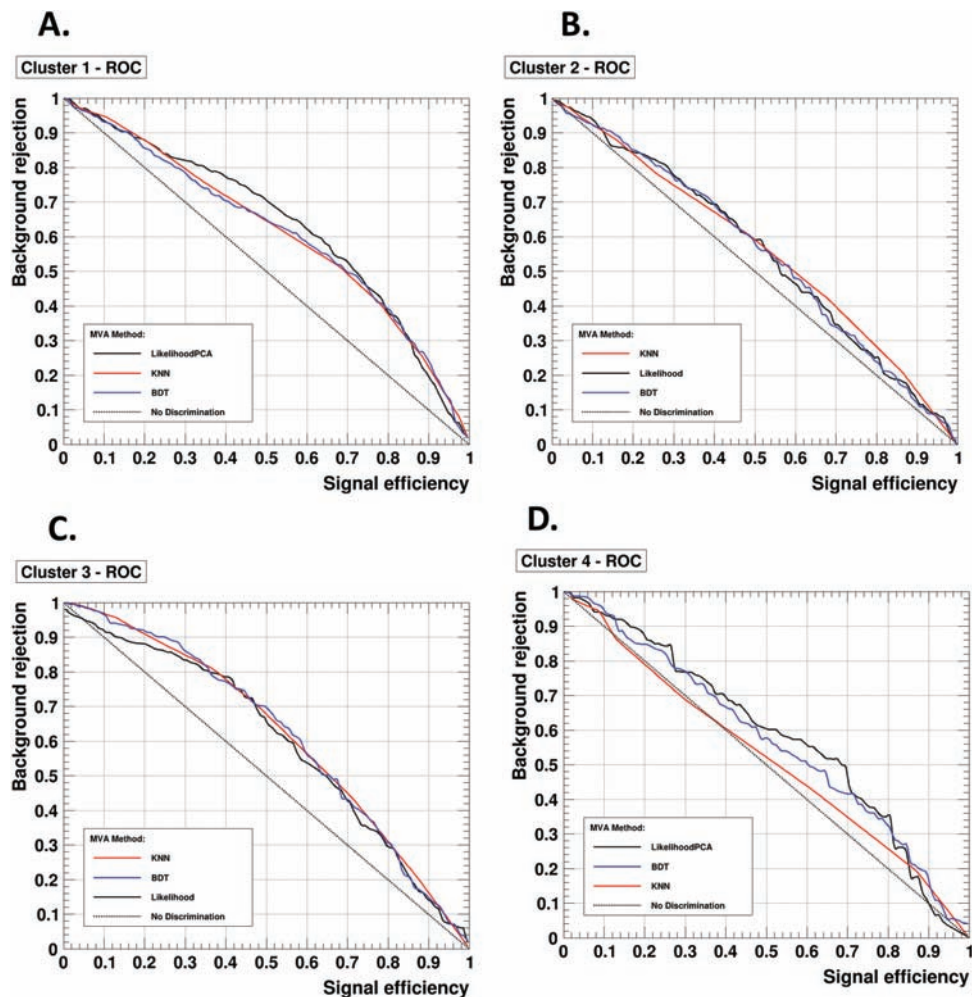 A.
Cluster 1 - ROC
Background rejection
1
0.9
0.8
0.7
0.6
0.5
0.4
0.3
0.2
0.1
0
MVA Method:
LikelihoodPCA
KNN
BDT
No Discrimination
0 0.1 0.2 0.3 0.4 0.5 0.6 0.7 0.8 0.9 1
Signal efficiency
B.
Cluster 2 - ROC
Background rejection
1
0.9
0.8
0.7
0.6
0.5
0.4
0.3
0.2
0.1
0
MVA Method:
KNN
Likelihood
BDT
No Discrimination
0 0.1 0.2 0.3 0.4 0.5 0.6 0.7 0.8 0.9 1
Signal efficiency
C.
Cluster 3 - ROC
Background rejection
1
0.9
0.8
0.7
0.6
0.5
0.4
0.3
0.2
0.1
0
MVA Method:
KNN
BDT
Likelihood
No Discrimination
0 0.1 0.2 0.3 0.4 0.5 0.6 0.7 0.8 0.9 1
Signal efficiency
D.
Cluster 4 - ROC
Background rejection
1
0.9
0.8
0.7
0.6
0.5
0.4
0.3
0.2
0.1
0
MVA Method:
LikelihoodPCA
BDT
KNN
No Discrimination
0 0.1 0.2 0.3 0.4 0.5 0.6 0.7 0.8 0.9 1
Signal efficiency